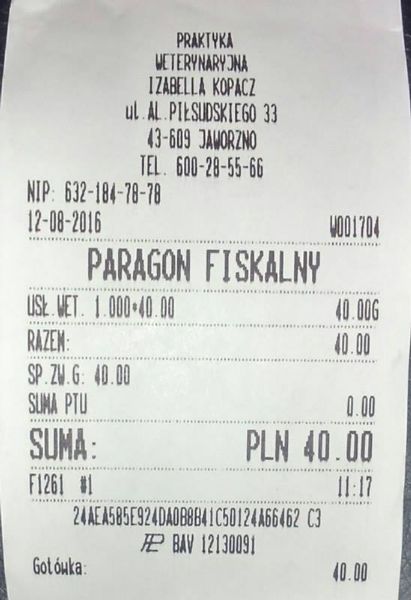 PRAKTYKA
WETERYNARYJNA
IZABELLA KOPACZ
ul.AL.PIŁSUDSKIEGO 33
43-609 JAWORZNO
TEL. 600-28-55-66
NIP: 632-184-78-78
12-08-2016 W001704
PARAGON FISKALNY
USŁ.WET. 1.000*40.00 40.00G
RAZEM: 40.00
SP.ZW.G: 40.00
SUMA PTU 0.00
SUMA: PLN 40.00
F1261 #1 11:17
24AEA585E924DA0B8B41C50124A66462 C3
BAV 12130091
Gotówka: 40.00